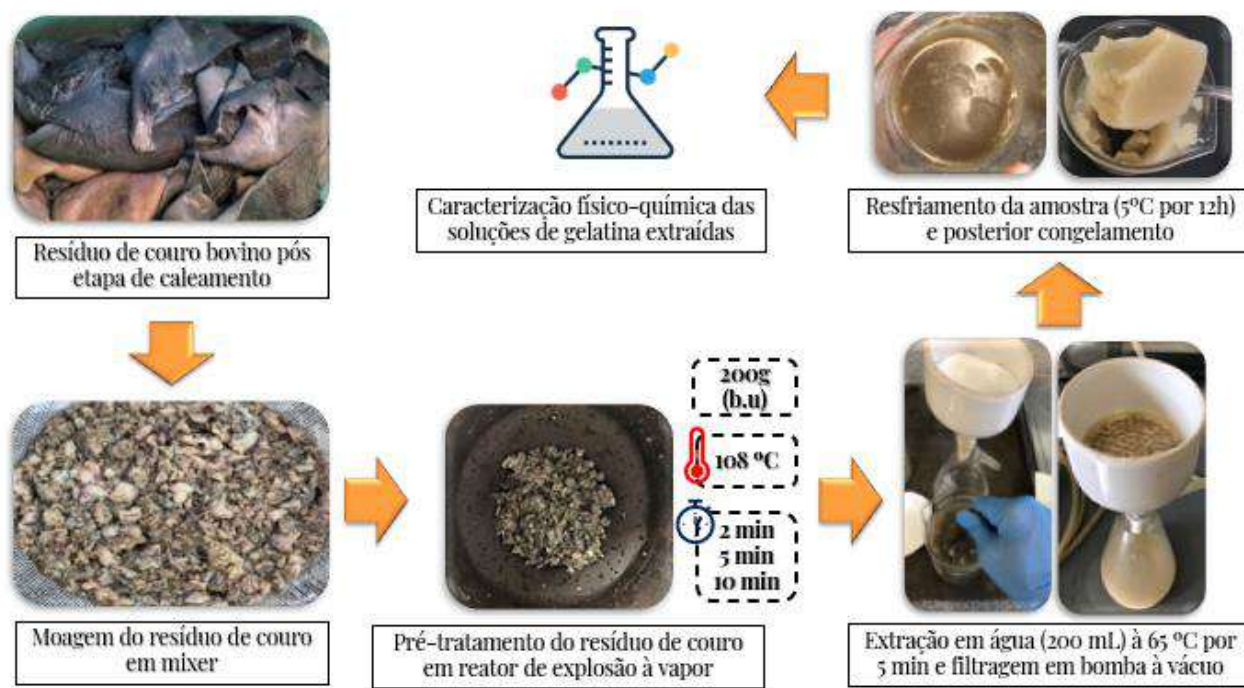 Resíduo de couro bovino pós
etapa de caleamento
Moagem do resíduo de couro
em mixer
Pré-tratamento do resíduo de couro
em reator de explosão à vapor
200g
(b.u)
108 ºC
2 min
5 min
10 min
Extração em água (200 mL) à 65 ºC por
5 min e filtragem em bomba à vácuo
Resfriamento da amostra (5ºC por 12h)
e posterior congelamento
Caracterização físico-química das
soluções de gelatina extraídas